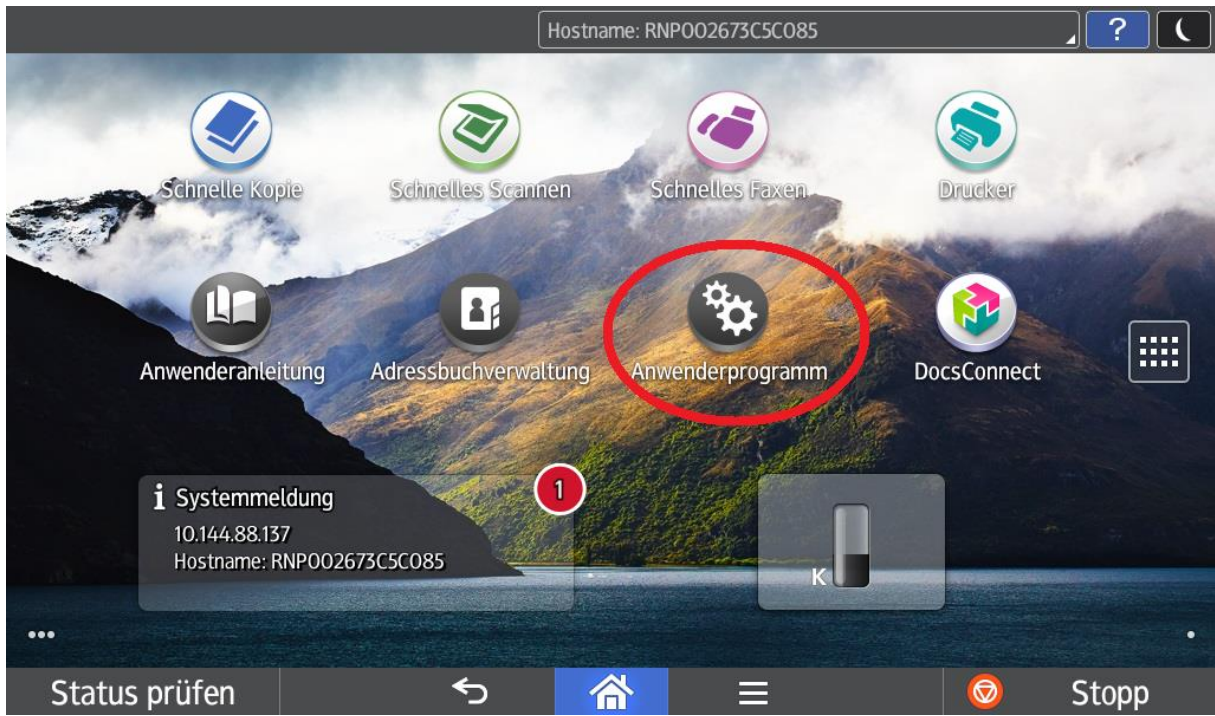 Hostname: RNP002673C5C085
?
Schnelle Kopie
Schnelles Scannen
Schnelles Faxen
Drucker
Anwenderanleitung
Adressbuchverwaltung
Anwenderprogramm
DocsConnect
i Systemmeldung
1
10.144.88.137
Hostname: RNP002673C5C085
K
Status prüfen
Stopp